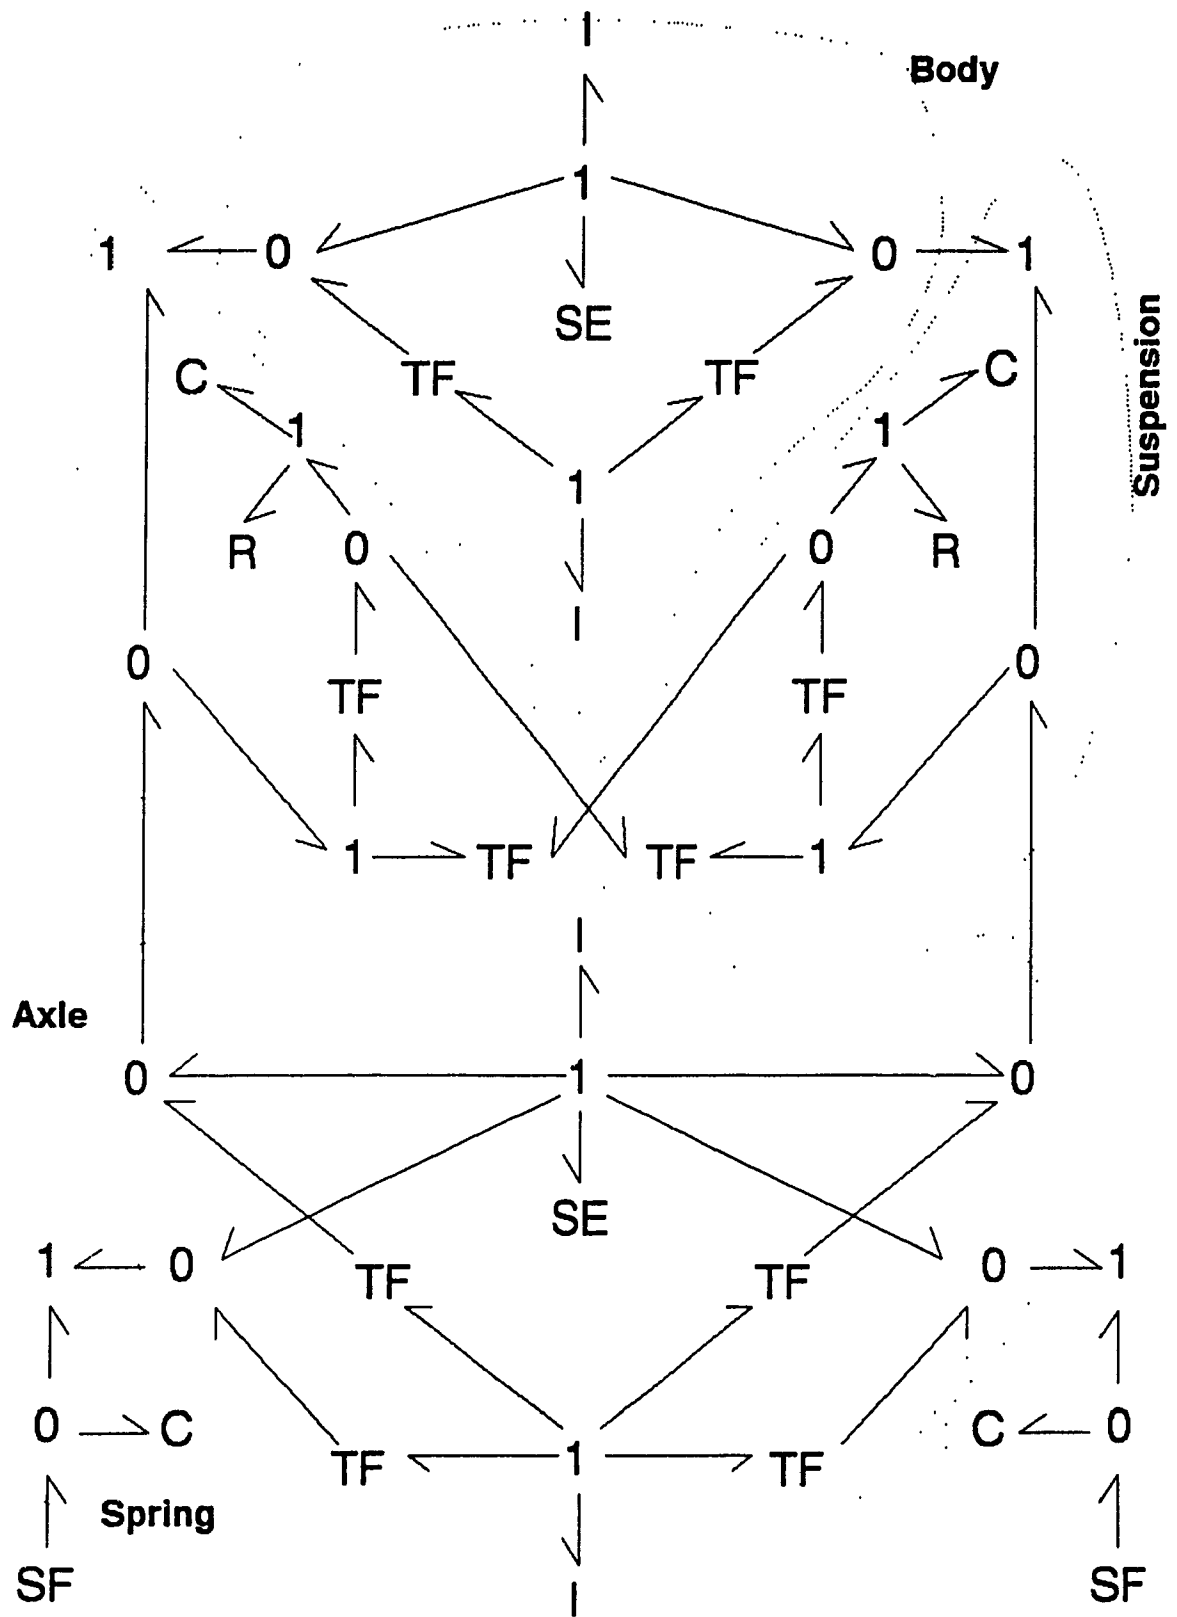 I
Body
1
1 0 0 1
SE
Suspension
C TF TF C
1 1
1
R 0 0 R
I
0 0
TF TF
1 TF TF 1
I
Axle
0 1 0
SE
1 0 TF TF 0 1
0 C C 0
TF 1 TF
Spring
SF I SF